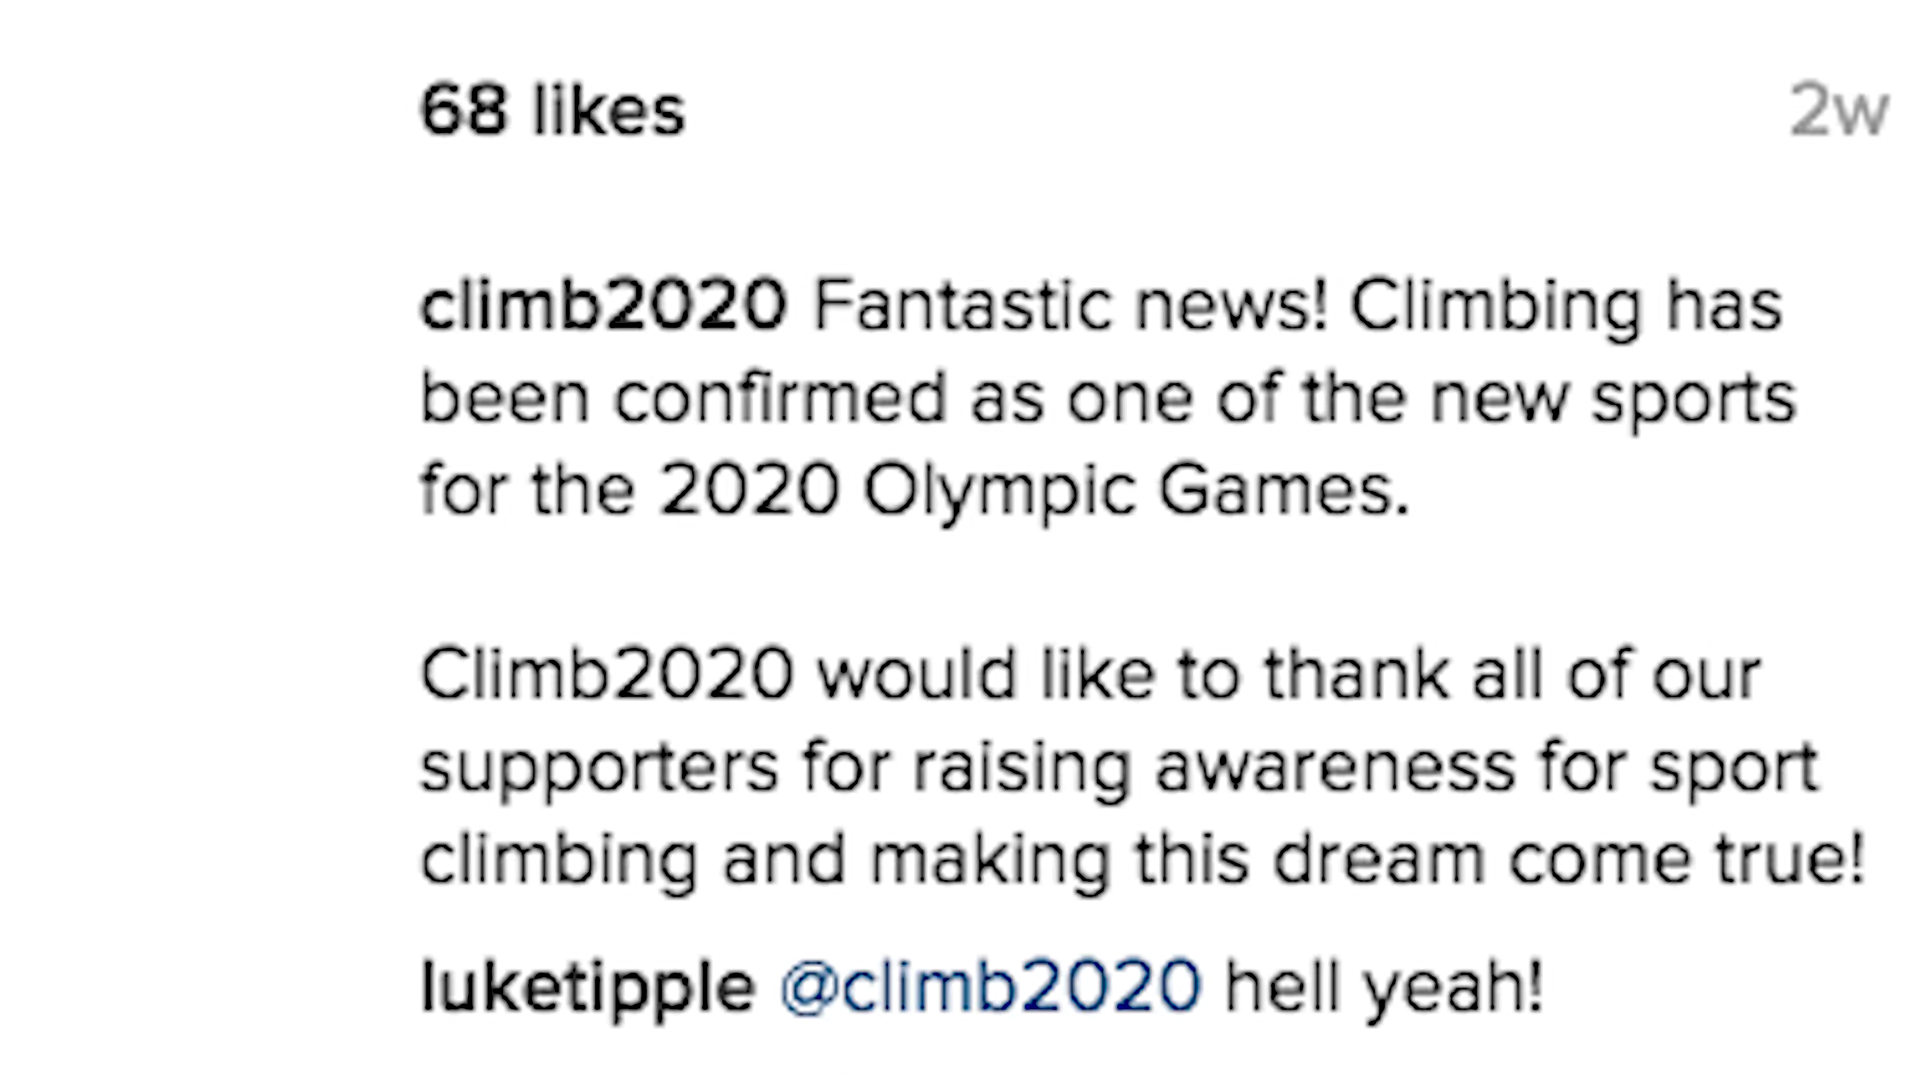 68 likes 2w
climb2020 Fantastic news! Climbing has
been confirmed as one of the new sports
for the 2020 Olympic Games.
Climb2020 would like to thank all of our
supporters for raising awareness for sport
climbing and making this dream come true!
luketipple @climb2020 hell yeah!